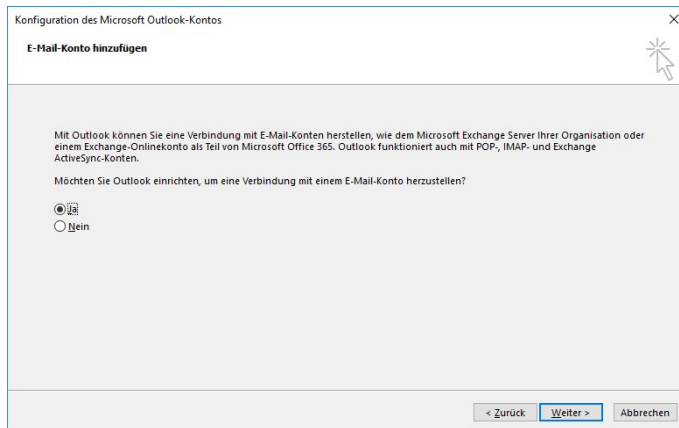 Konfiguration des Microsoft Outlook-Kontos
E-Mail-Konto hinzufügen
Mit Outlook können Sie eine Verbindung mit E-Mail-Konten herstellen, wie dem Microsoft Exchange Server Ihrer Organisation oder
einem Exchange-Onlinekonto als Teil von Microsoft Office 365. Outlook funktioniert auch mit POP-, IMAP- und Exchange
ActiveSync-Konten.
Möchten Sie Outlook einrichten, um eine Verbindung mit einem E-Mail-Konto herzustellen?
Ja
Nein
< Zurück Weiter > Abbrechen